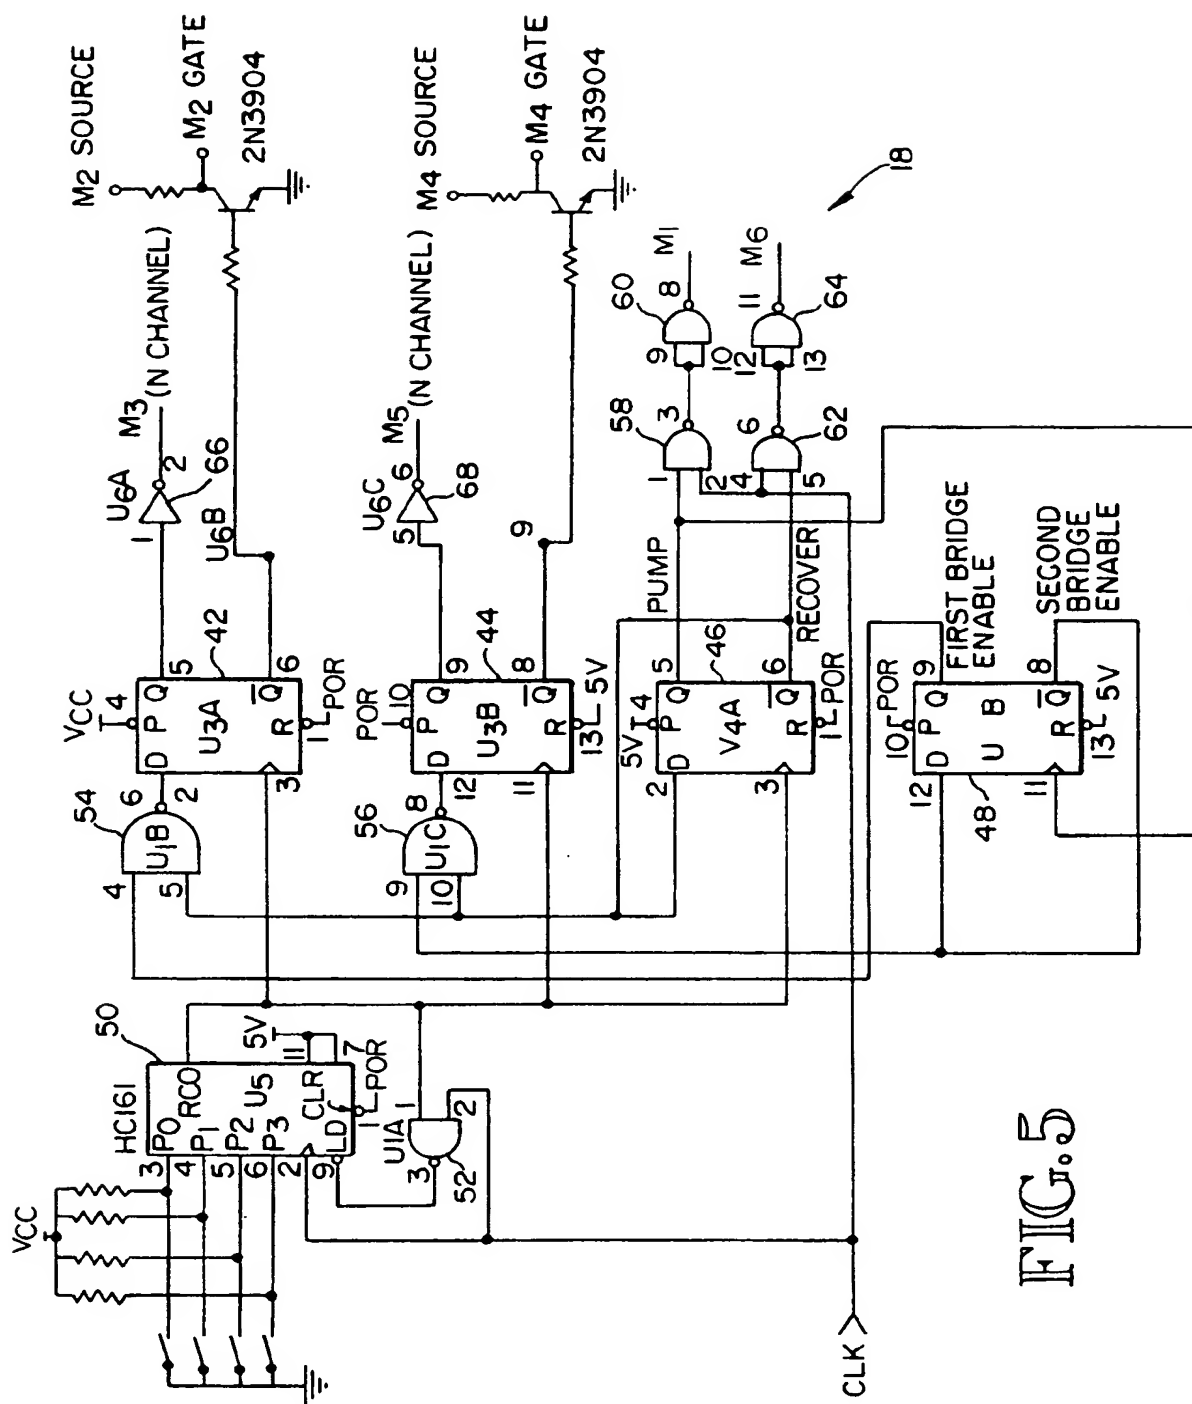 M2 SOURCE
M2 GATE
2N3904
M3 (N CHANNEL)
U6A
1
2
66
U6B
VCC
4
P
D
Q
5
42
U3A
Q
6
R
1
POR
3
54
6
2
U1B
4
5
M4 SOURCE
M4 GATE
2N3904
M5 (N CHANNEL)
U6C
5
6
68
9
POR
10
P
D
Q
9
44
U3B
Q
8
R
13
5V
12
11
56
8
U1C
9
10
18
60
8
M1
9
10
58
3
1
2
M6
11
64
12
13
6
62
4
5
PUMP
RECOVER
5V
4
P
D
Q
5
46
V4A
Q
6
R
1
POR
2
3
FIRST BRIDGE
ENABLE
SECOND
BRIDGE
ENABLE
10
POR
P
D
Q
9
U B
Q
8
R
13
5V
12
11
48
VCC
HC161
50
3
P0
RCO
4
P1
5
P2
U5
6
P3
2
9
LD
CLR
1
POR
5V
11
7
U1A
1
2
3
52
CLK
FIG.5